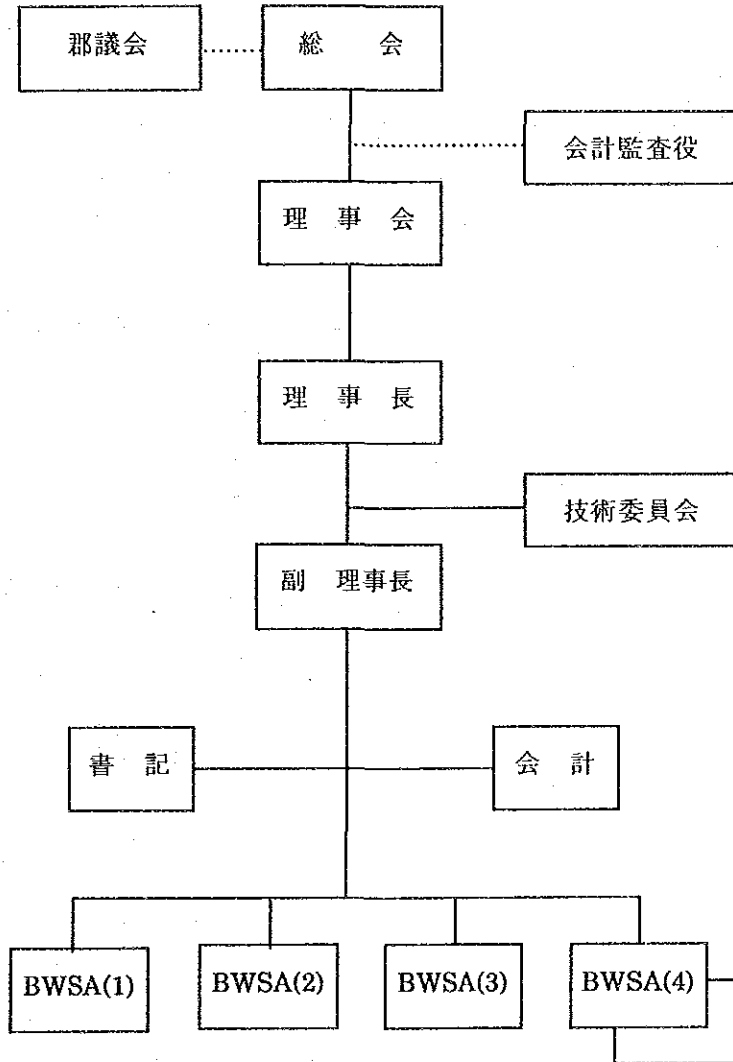 郡議会
総会
会計監査役
理事会
理事長
技術委員会
副 理事長
書記
会計
BWSA(1)
BWSA(2)
BWSA(3)
BWSA(4)